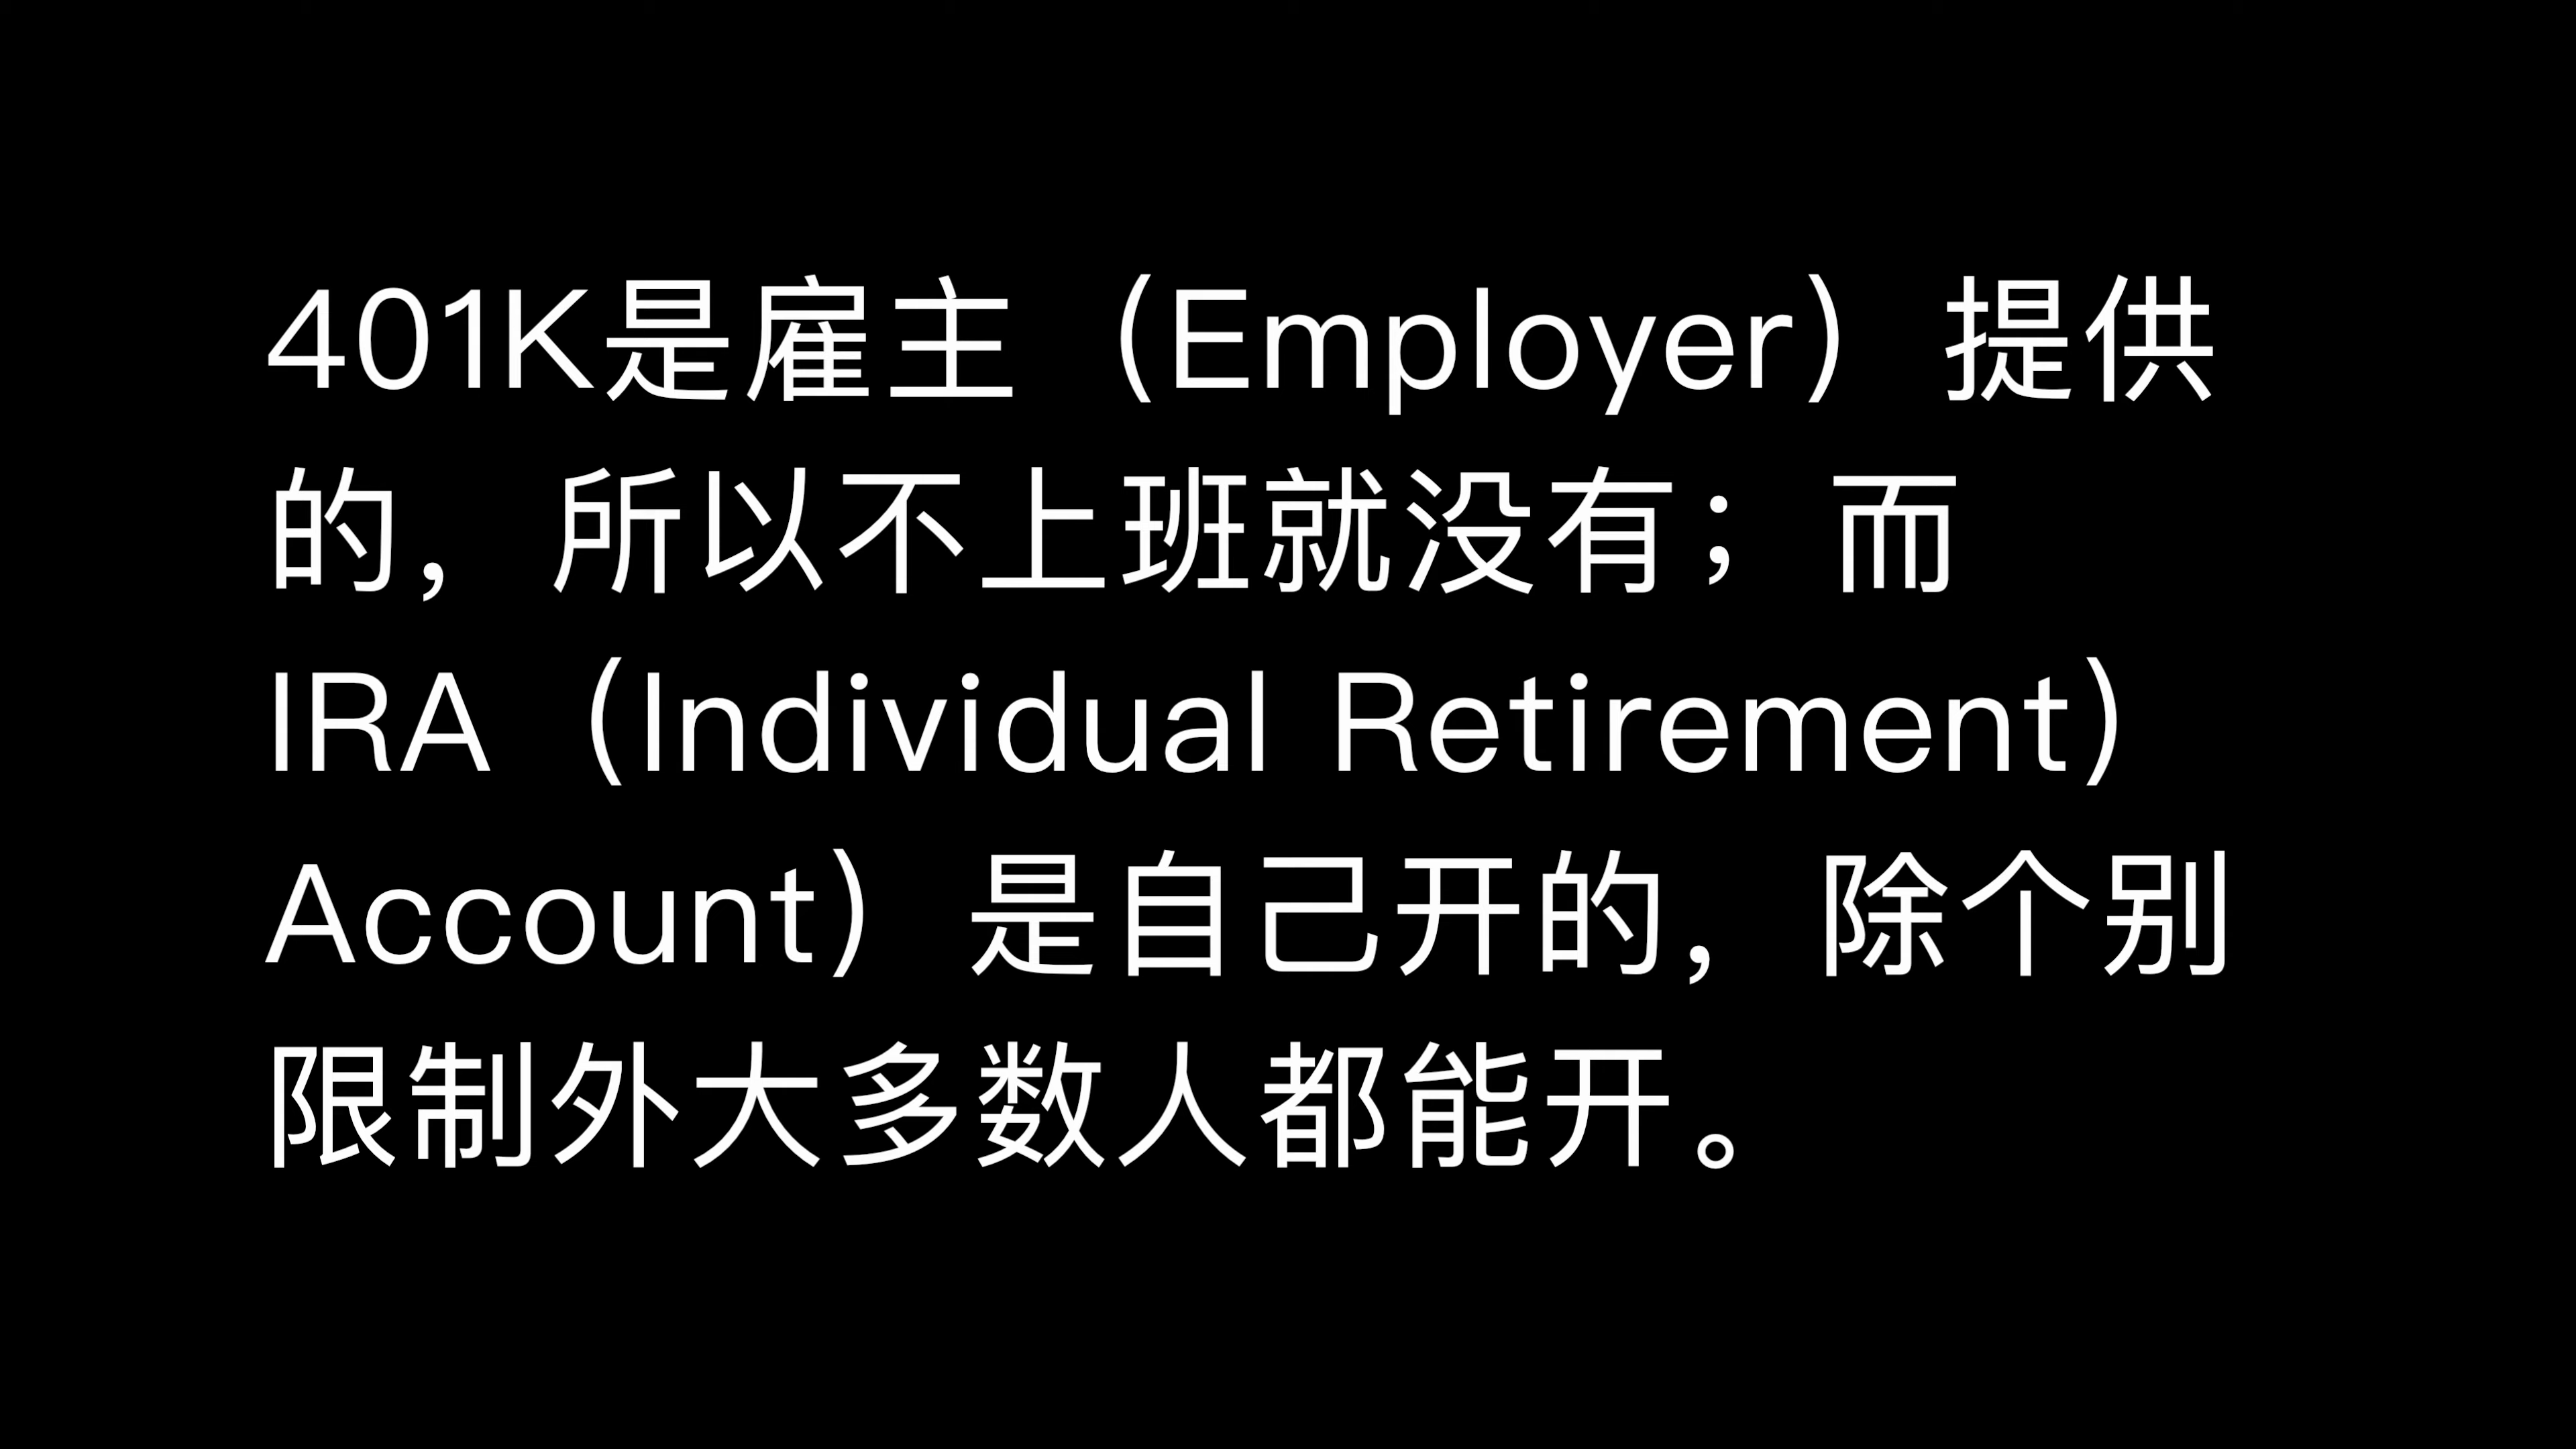 401K是雇主（Employer）提供
的，所以不上班就没有；而
IRA（Individual Retirement）
Account）是自己开的，除个别
限制外大多数人都能开。